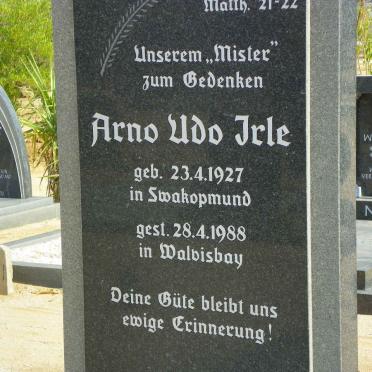 Matth. 21-22
Unserem „Mister"
zum Gedenken
Arno Udo Irle
geb. 23.4.1927
in Swakopmund
gest. 28.4.1988
in Walvisbay
Deine Güte bleibt uns
ewige Erinnerung!